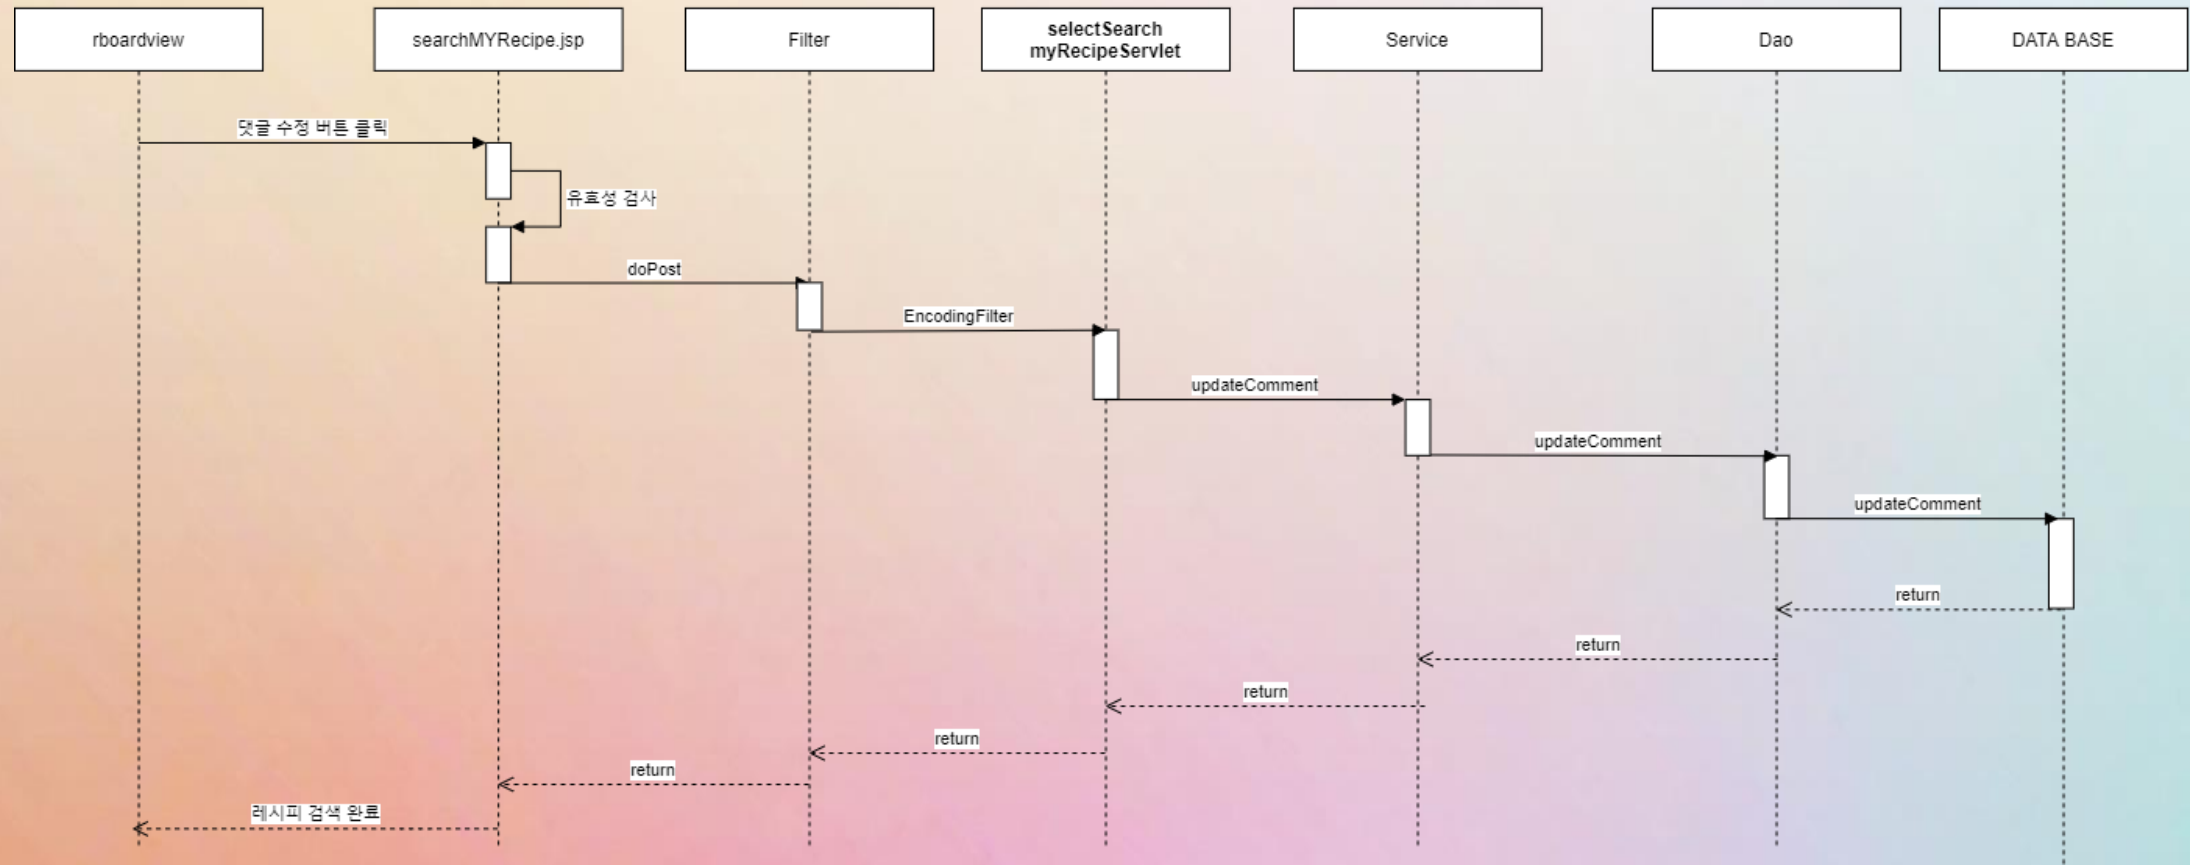 rboardview
searchMYRecipe.jsp
Filter
selectSearch
myRecipeServlet
Service
Dao
DATA BASE
댓글 수정 버튼 클릭
유효성 검사
doPost
EncodingFilter
updateComment
updateComment
updateComment
return
return
return
return
return
레시피 검색 완료